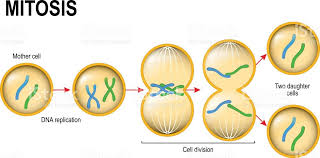 MITOSIS
Mother cell
DNA replication
Cell division
Two daughter
cells